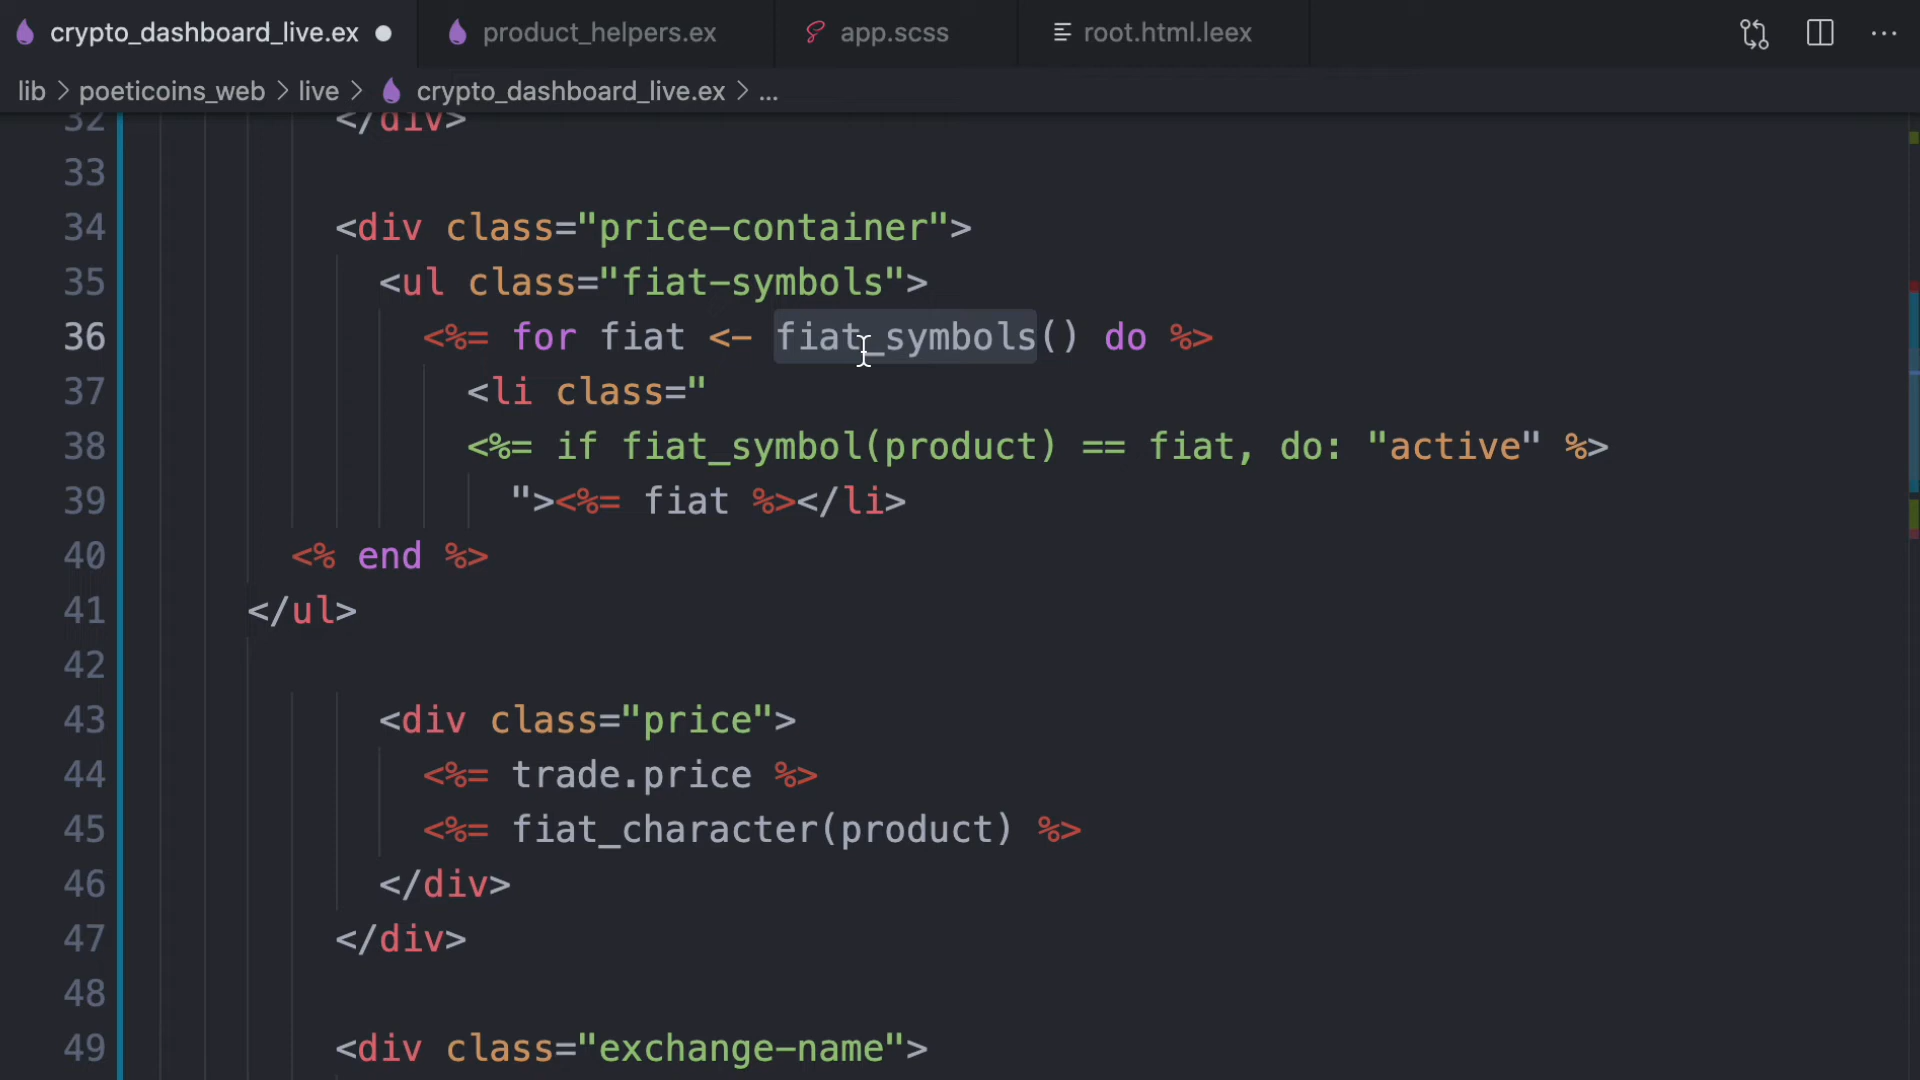 crypto_dashboard_live.ex product_helpers.ex app.scss root.html.leex
lib > poeticoins_web > live > crypto_dashboard_live.ex > ...
32 </div>
33
34 <div class="price-container">
35 <ul class="fiat-symbols">
36 <%= for fiat <- fiat_symbols() do %>
37 <li class="
38 <%= if fiat_symbol(product) == fiat, do: "active" %>
39 "><%= fiat %></li>
40 <% end %>
41 </ul>
42
43 <div class="price">
44 <%= trade.price %>
45 <%= fiat_character(product) %>
46 </div>
47 </div>
48
49 <div class="exchange-name">